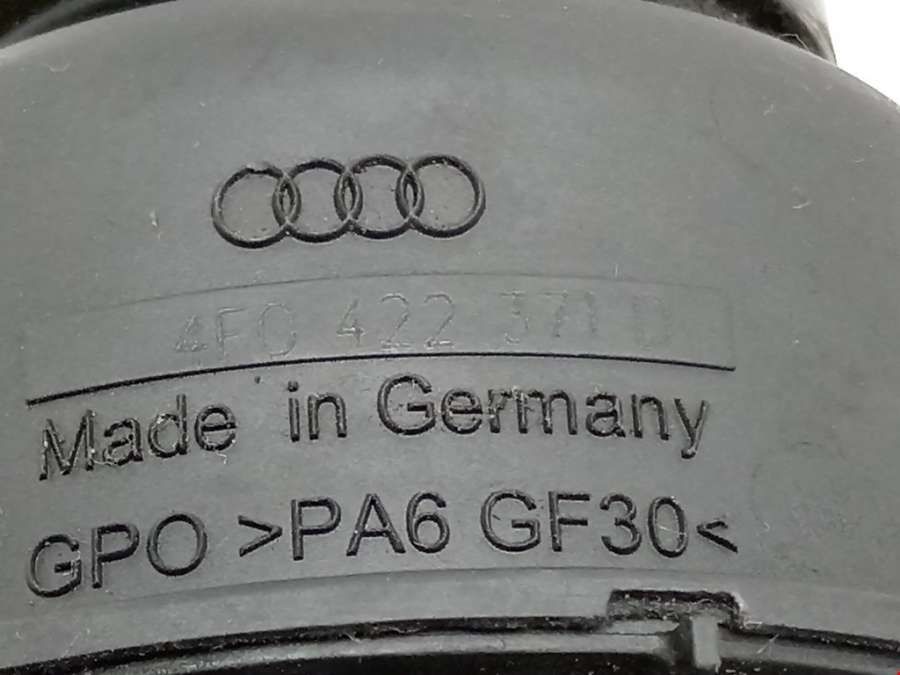 4F0 422 371 D
Made in Germany
GPO >PA6 GF30<